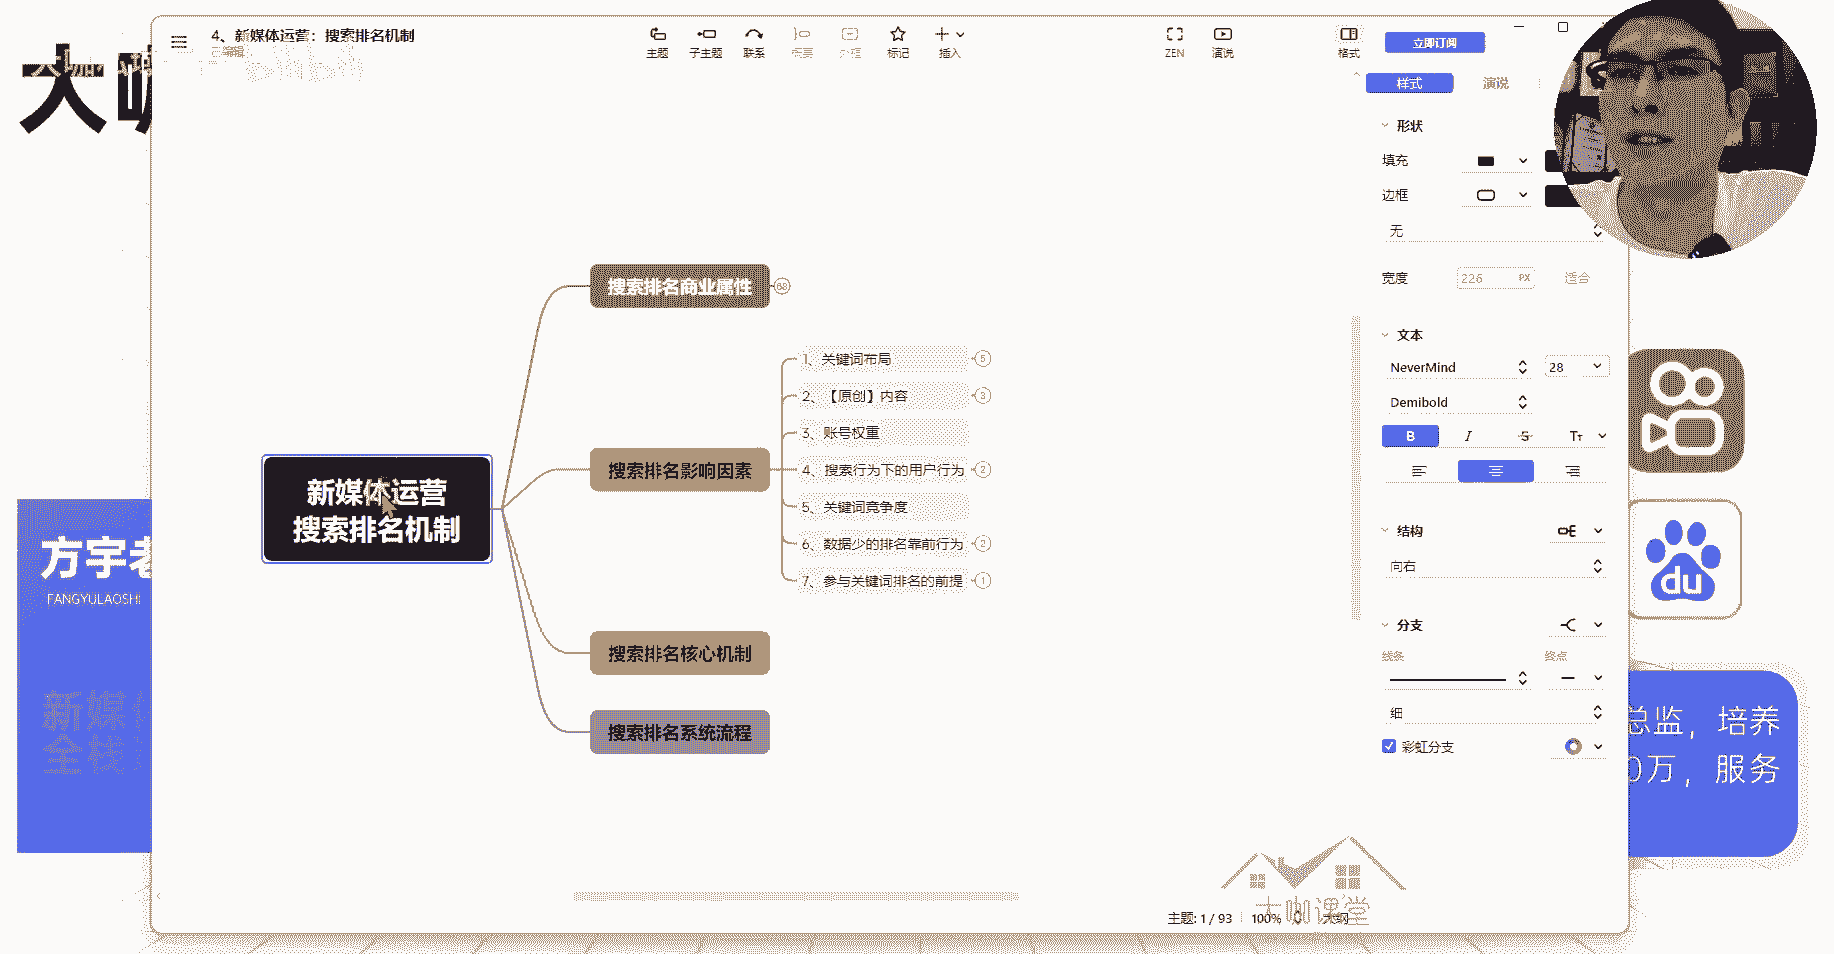 4、新媒体运营：搜索排名机制
已编辑
主题
子主题
联系
概要
外框
标记
插入
ZEN
演说
格式
立即订阅
样式
演说
大咖
形状
填充
边框
无
宽度
226
PX
适合
文本
NeverMind
28
Demibold
B
I
S
Tт
结构
向右
分支
线条
终点
细
彩虹分支
新媒体运营
搜索排名机制
搜索排名商业属性
68
搜索排名影响因素
1、关键词布局
5
2、【原创】内容
3
3、账号权重
4、搜索行为下的用户行为
2
5、关键词竞争度
6、数据少的排名靠前行为
2
7、参与关键词排名的前提
1
搜索排名核心机制
搜索排名系统流程
方宇老
FANGYULAOSHI
新媒体
全栈
du
总监，培养
0万，服务
大咖课堂
主题: 1 / 93
100%
大纲